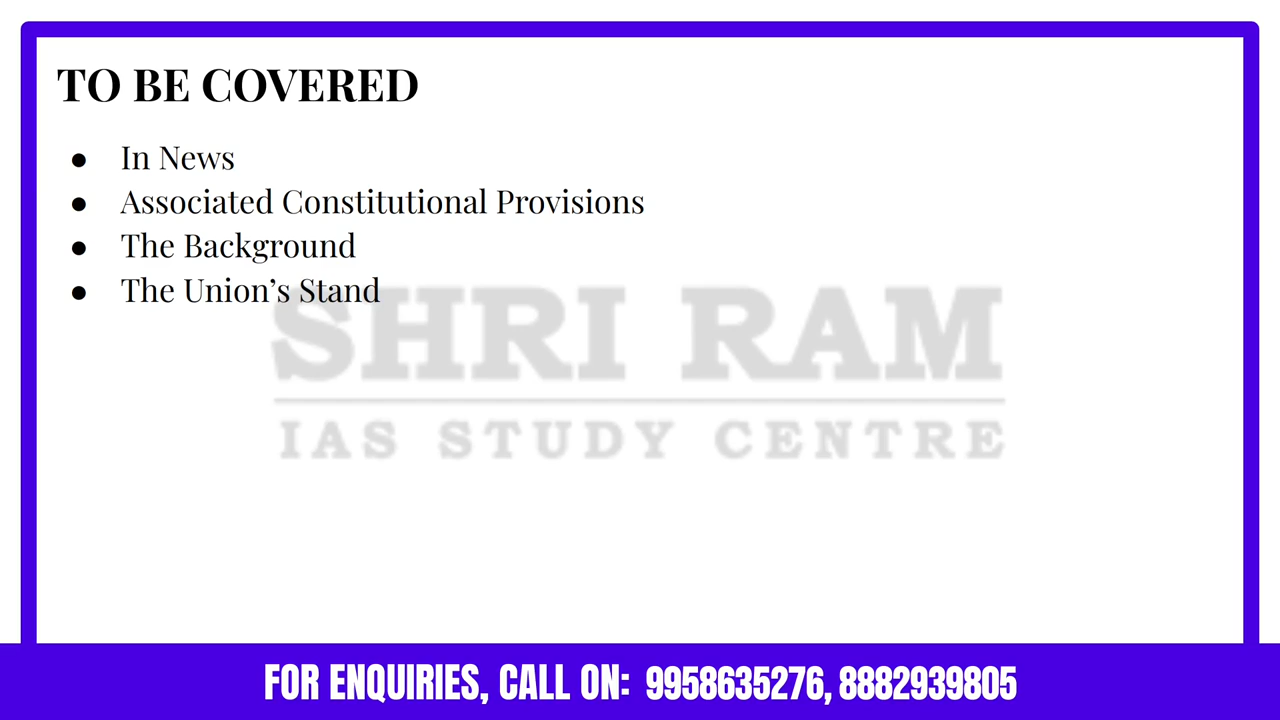 TO BE COVERED
● In News
● Associated Constitutional Provisions
● The Background
● The Union’s Stand
SHRI RAM
IAS STUDY CENTRE
FOR ENQUIRIES, CALL ON: 9958635276, 8882939805